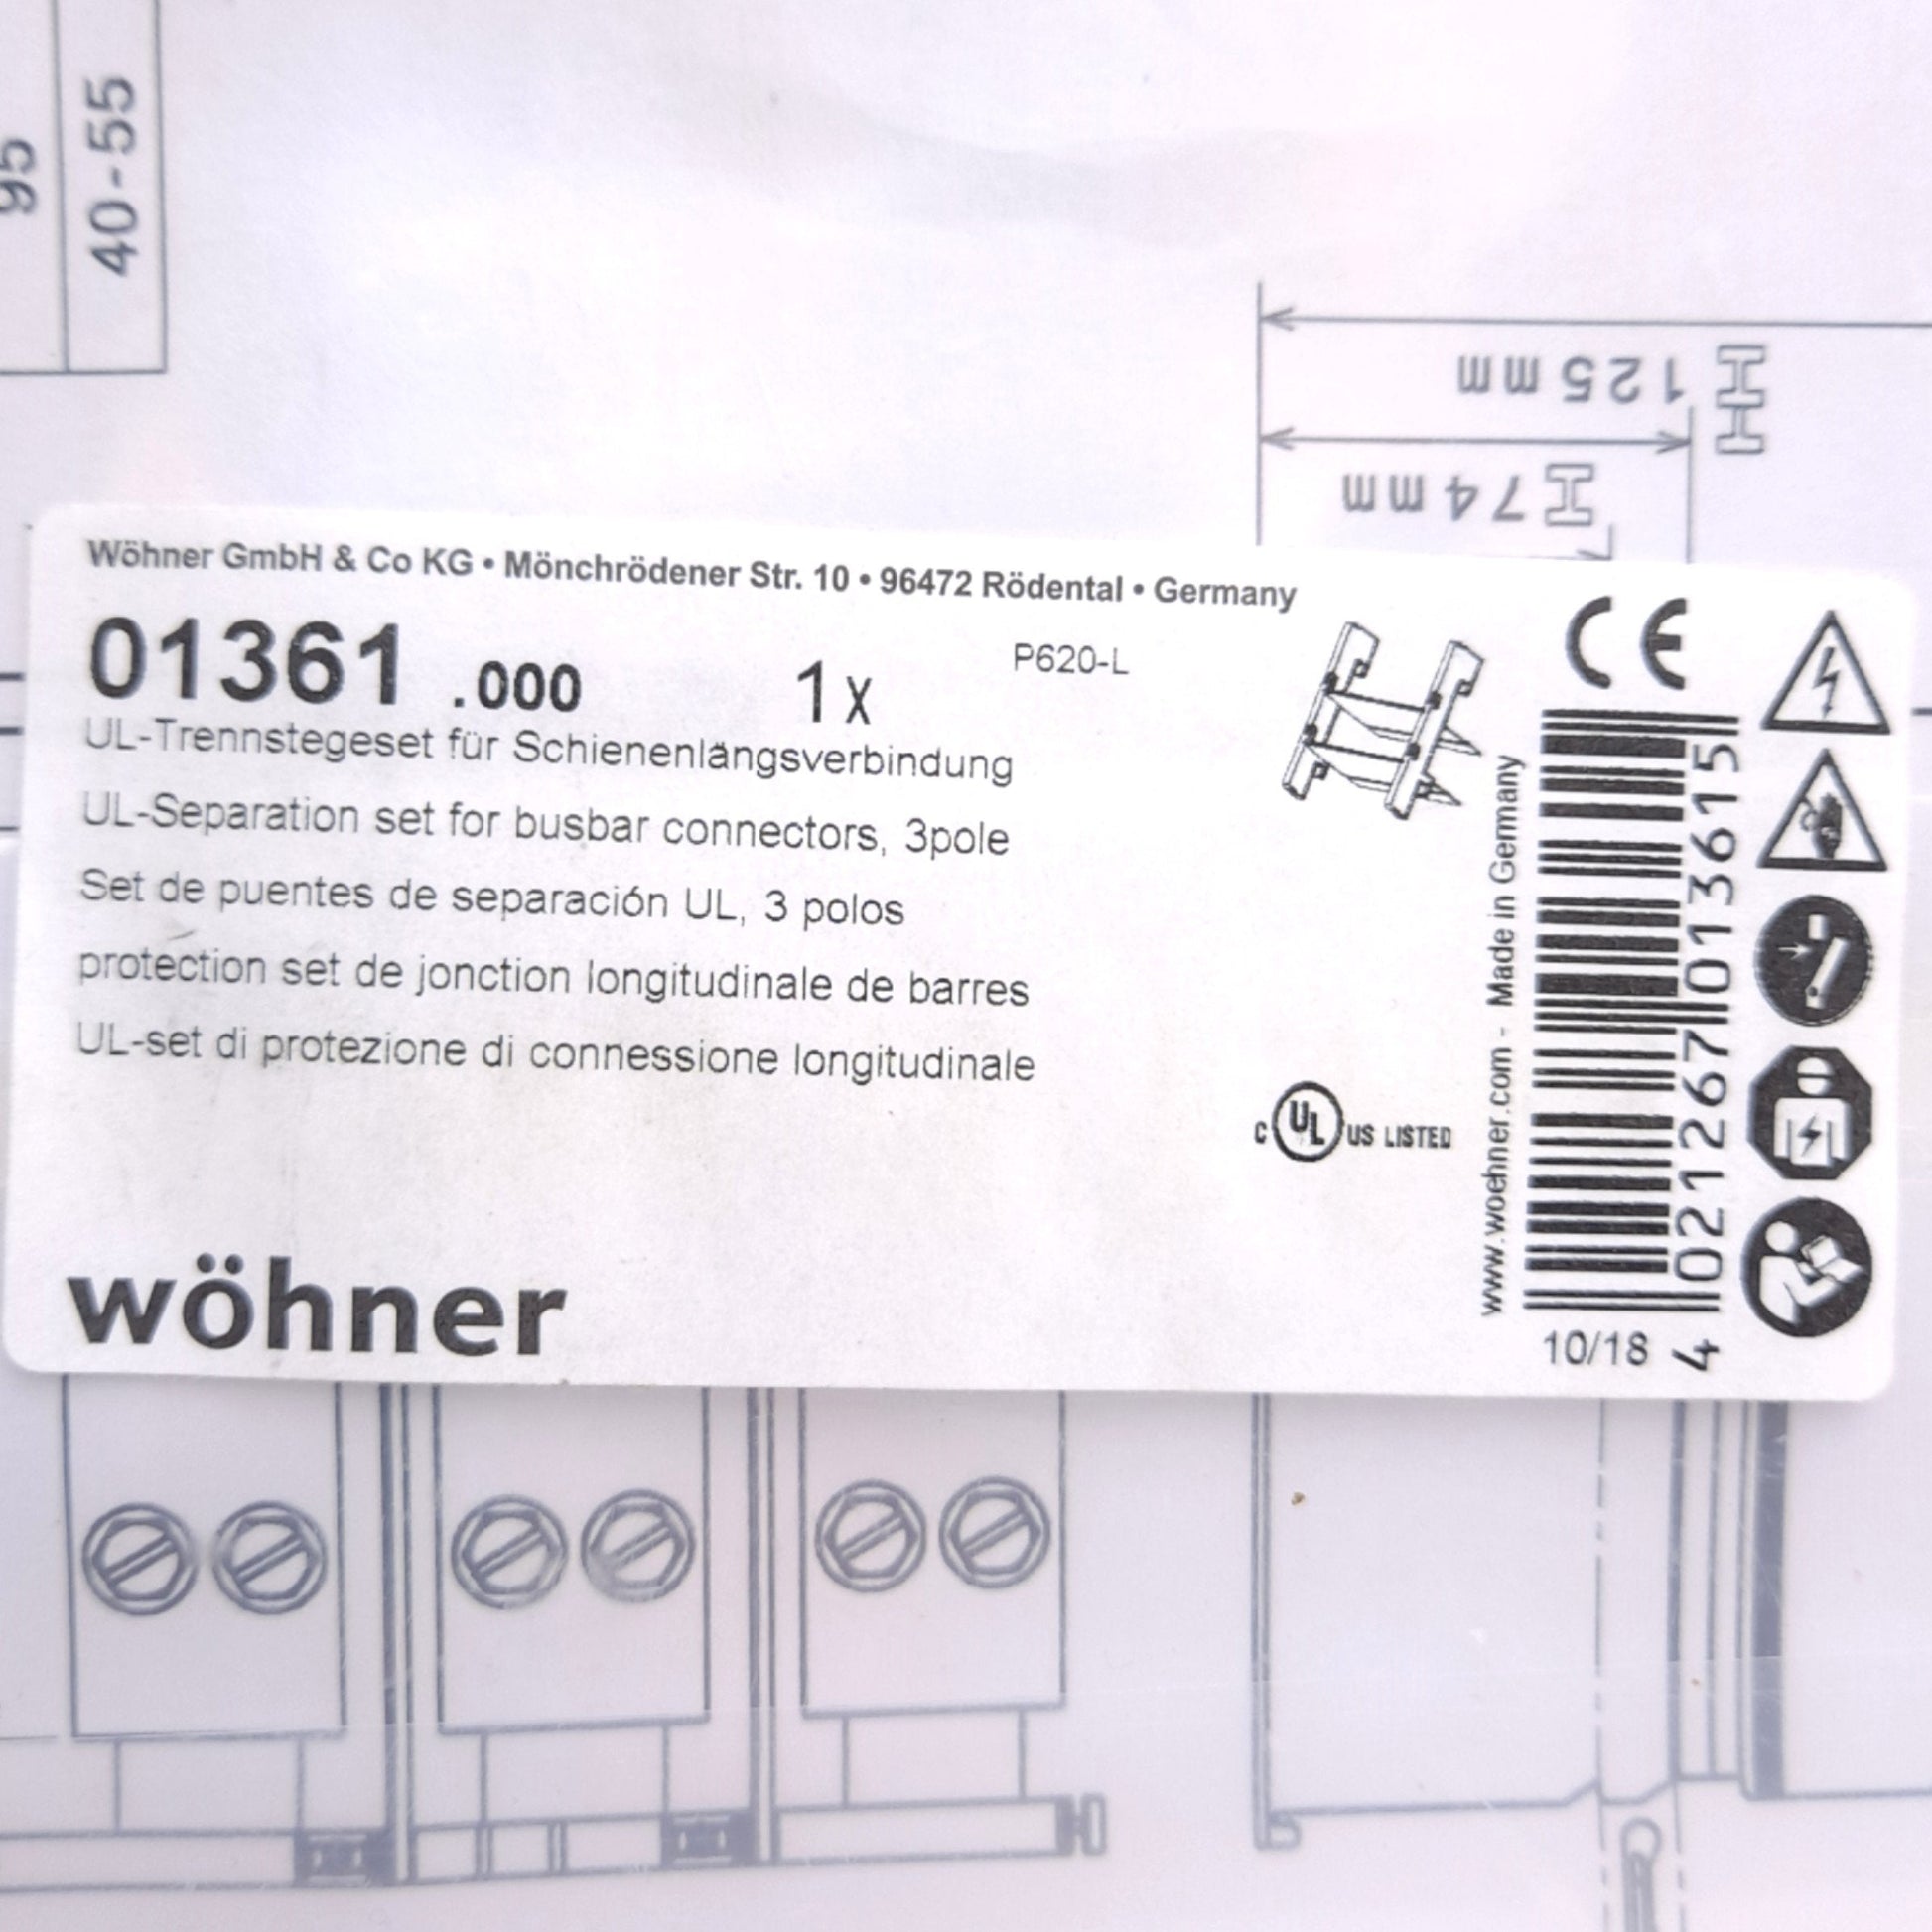 95
40-55
125 mm
74 mm
Wöhner GmbH & Co KG • Mönchrödener Str. 10 • 96472 Rödental • Germany
01361 .000 1 x P620-L
UL-Trennstegeset für Schienenlängsverbindung
UL-Separation set for busbar connectors, 3pole
Set de puentes de separación UL, 3 polos
protection set de jonction longitudinale de barres
UL-set di protezione di connessione longitudinale
CE
C UL US LISTED
wöhner
www.woehner.com - Made in Germany
4 021267 013615
10/18